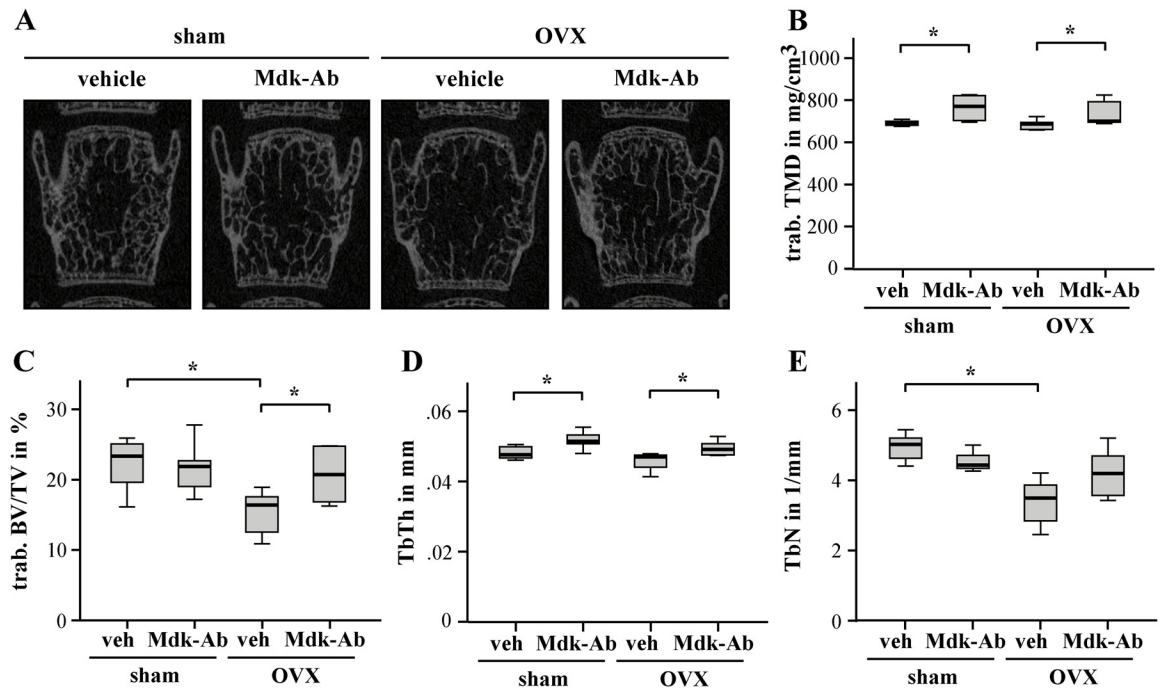 A
sham
OVX
vehicle
Mdk-Ab
vehicle
Mdk-Ab
B
trab. TMD in mg/cm3
1000
800
600
400
200
0
*
*
veh
Mdk-Ab
veh
Mdk-Ab
sham
OVX
C
trab. BV/TV in %
30
20
10
0
*
*
veh
Mdk-Ab
veh
Mdk-Ab
sham
OVX
D
TbTh in mm
.06
.04
.02
0
*
*
veh
Mdk-Ab
veh
Mdk-Ab
sham
OVX
E
TbN in 1/mm
6
4
2
0
*
veh
Mdk-Ab
veh
Mdk-Ab
sham
OVX